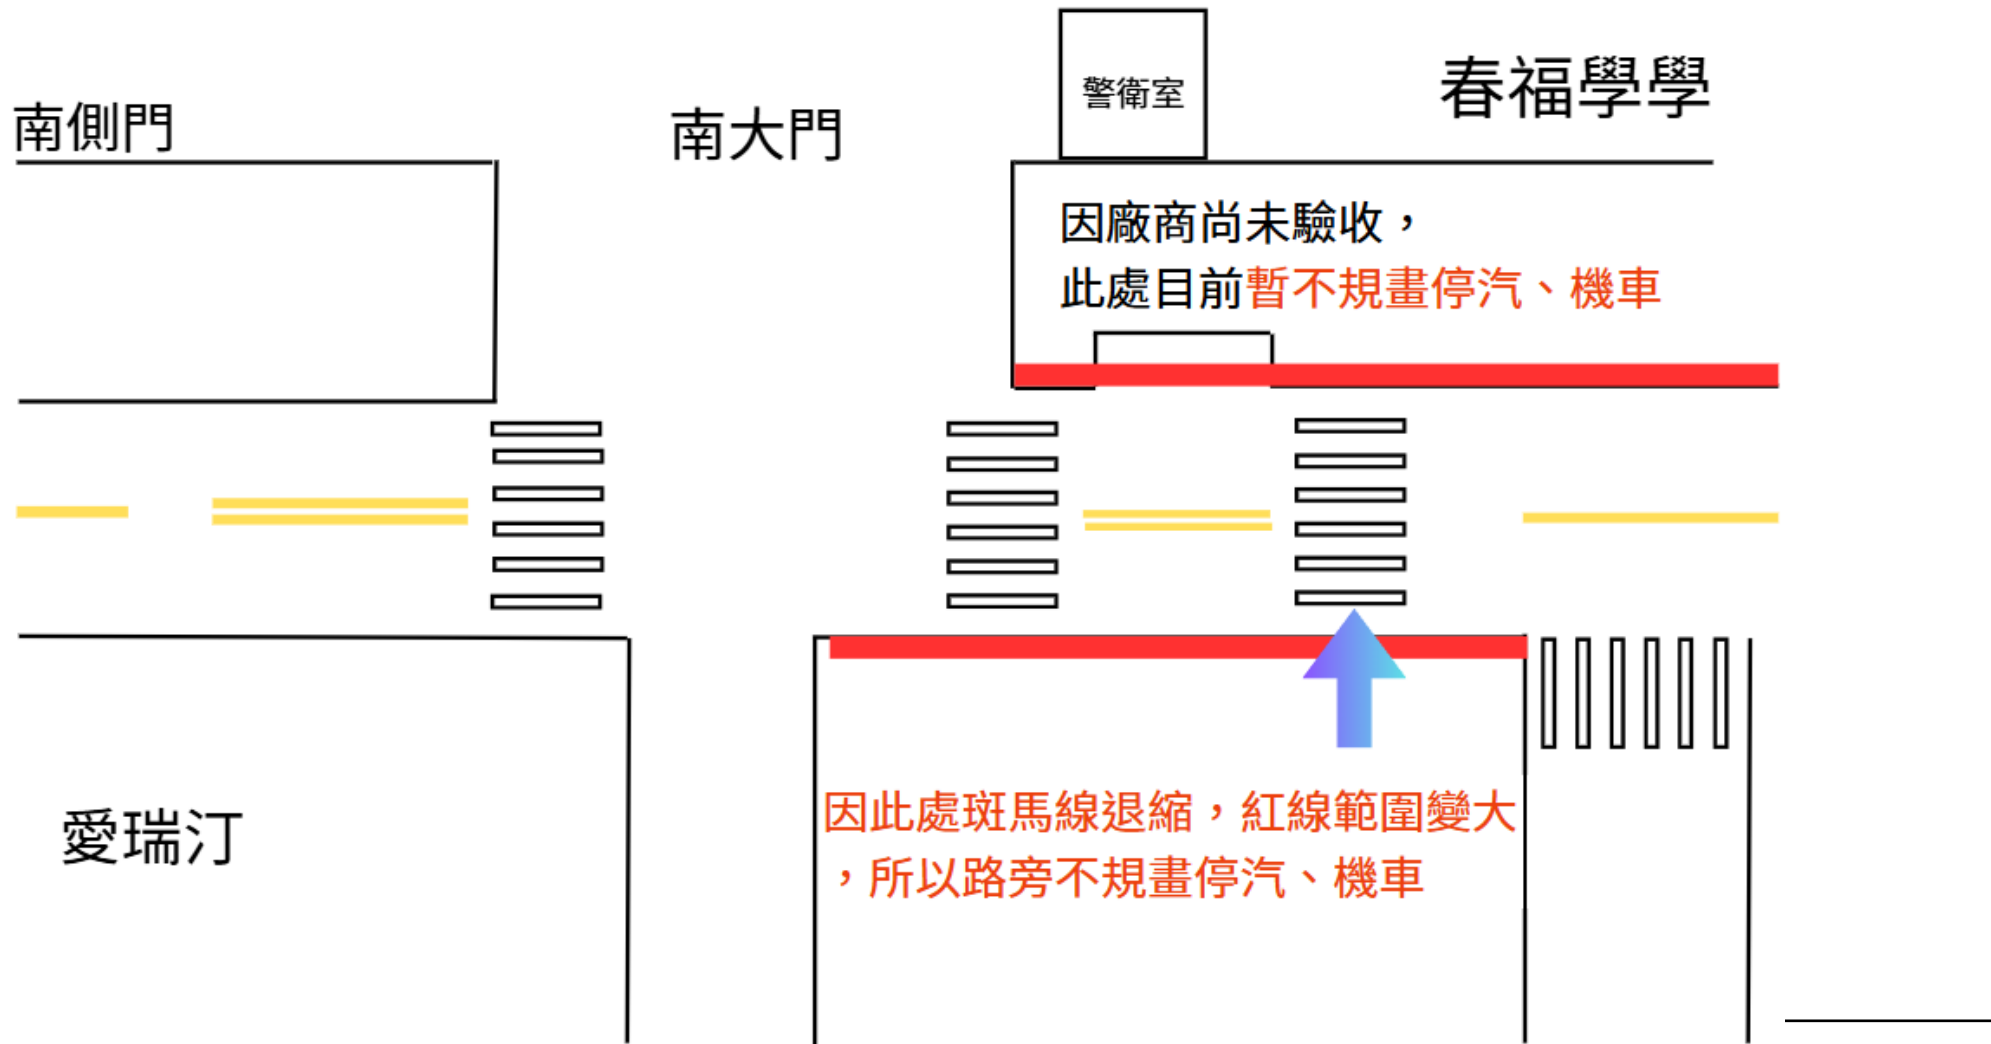 警衛室
春福學學
南側門
南大門
因廠商尚未驗收，
此處目前暫不規畫停汽、機車
因此處斑馬線退縮，紅線範圍變大
，所以路旁不規畫停汽、機車
愛瑞汀